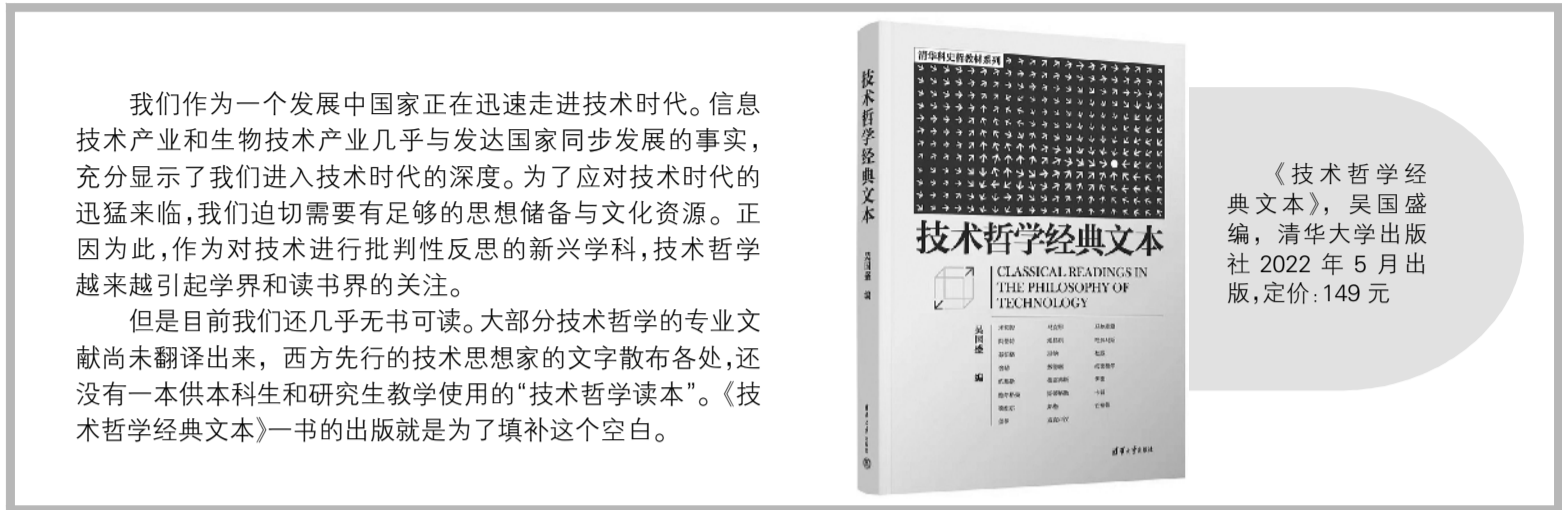 我们作为一个发展中国家正在迅速走进技术时代。信息
技术产业和生物技术产业几乎与发达国家同步发展的事实，
充分显示了我们进入技术时代的深度。为了应对技术时代的
迅猛来临，我们迫切需要有足够的思想储备与文化资源。正
因为此，作为对技术进行批判性反思的新兴学科，技术哲学
越来越引起学界和读书界的关注。
但是目前我们还几乎无书可读。大部分技术哲学的专业文
献尚未翻译出来，西方先行的技术思想家的文字散布各处，还
没有一本供本科生和研究生教学使用的“技术哲学读本”。《技
术哲学经典文本》一书的出版就是为了填补这个空白。
技术哲学经典文本
吴国盛 编
清华科史哲教材系列
技术哲学经典文本
CLASSICAL READINGS IN
THE PHILOSOPHY OF
TECHNOLOGY
吴国盛 编
清华大学出版社
《技术哲学经
典文本》，吴国盛
编，清华大学出版
社 2022 年 5 月出
版，定价：149 元